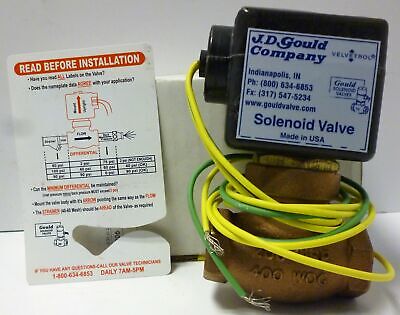 READ BEFORE INSTALLATION
• Have you read ALL Labels on the Valve?
• Does the nameplate data AGREE with your application?
FLOW
DIFFERENTIAL
• Can the MINIMUM DIFFERENTIAL be maintained?
• Mount the valve body with it's ARROW pointing the same way as the FLOW
• The STRAINER (40-60 Mesh) should be AHEAD of the Valve-as required)
Gould
IF YOU HAVE ANY QUESTIONS-CALL OUR VALVE TECHNICIANS
1-800-634-6853 DAILY 7AM-5PM
J.D. Gould
Company
VELVETROL
Indianapolis, IN
Ph: (800) 634-6853
Fx: (317) 547-5234
www.gouldvalve.com
Gould
SOLENOID
VALVES
Solenoid Valve
Made in USA
400 WOG